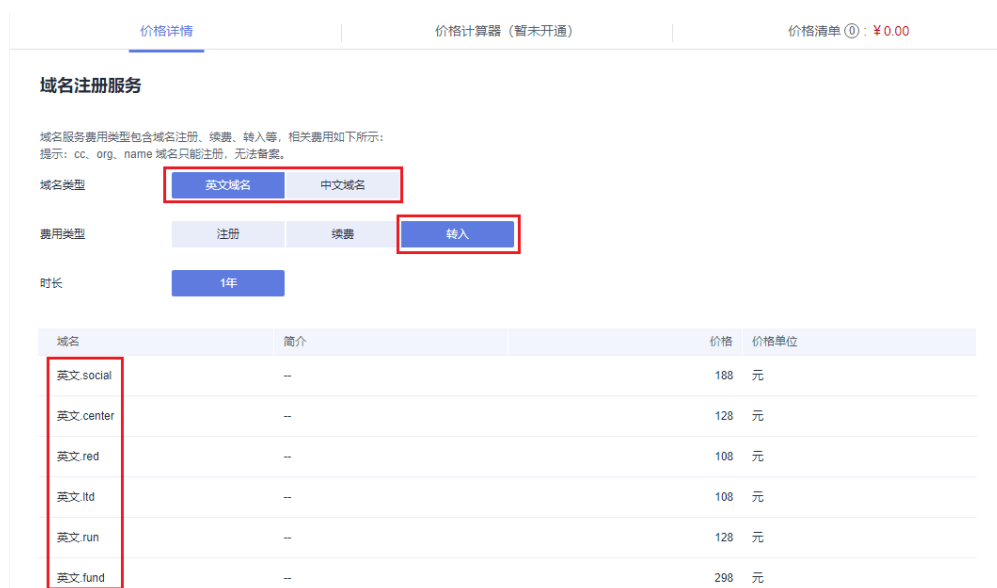 价格详情 价格计算器（暂未开通） 价格清单 ⓪：¥0.00
域名注册服务
域名服务费用类型包含域名注册、续费、转入等，相关费用如下所示：
提示：cc、org、name 域名只能注册，无法备案。
域名类型 英文域名 中文域名
费用类型 注册 续费 转入
时长 1年
域名 简介 价格 价格单位
英文.social -- 188 元
英文.center -- 128 元
英文.red -- 108 元
英文.ltd -- 108 元
英文.run -- 128 元
英文.fund -- 298 元